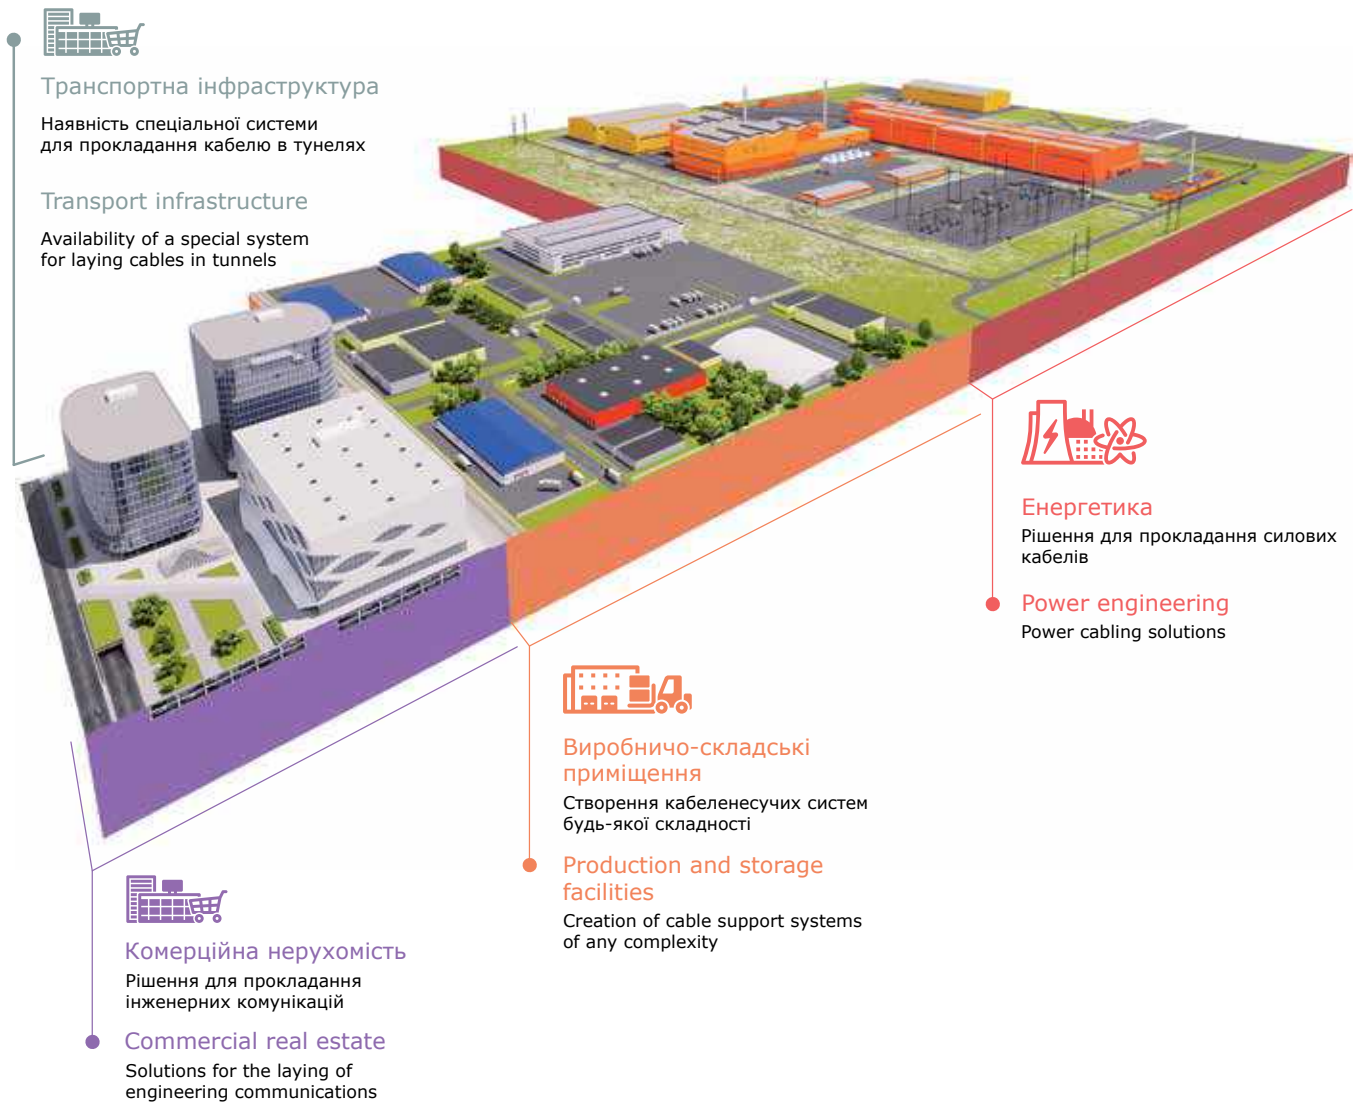 Транспортна інфраструктура
Наявність спеціальної системи
для прокладання кабелю в тунелях
Transport infrastructure
Availability of a special system
for laying cables in tunnels
Енергетика
Рішення для прокладання силових
кабелів
Power engineering
Power cabling solutions
Виробничо-складські
приміщення
Створення кабеленесучих систем
будь-якої складності
Production and storage
facilities
Creation of cable support systems
of any complexity
Комерційна нерухомість
Рішення для прокладання
інженерних комунікацій
Commercial real estate
Solutions for the laying of
engineering communications